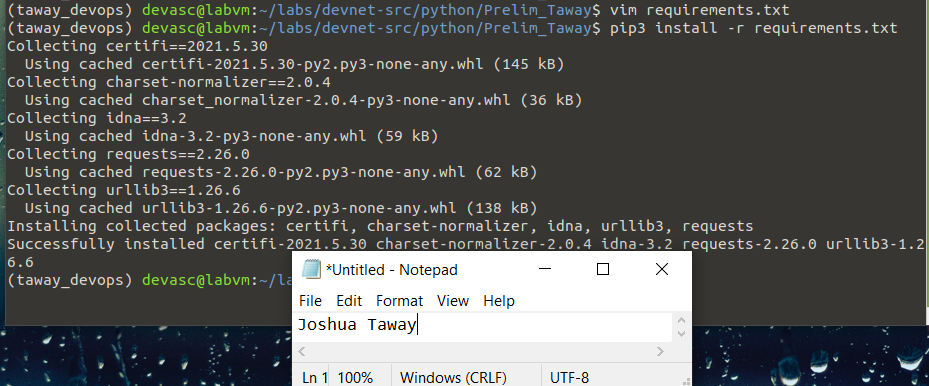 (taway_devops) devasc@labvm:~/labs/devnet-src/python/Prelim_Taway$ vim requirements.txt
(taway_devops) devasc@labvm:~/labs/devnet-src/python/Prelim_Taway$ pip3 install -r requirements.txt
Collecting certifi==2021.5.30
  Using cached certifi-2021.5.30-py2.py3-none-any.whl (145 kB)
Collecting charset-normalizer==2.0.4
  Using cached charset_normalizer-2.0.4-py3-none-any.whl (36 kB)
Collecting idna==3.2
  Using cached idna-3.2-py3-none-any.whl (59 kB)
Collecting requests==2.26.0
  Using cached requests-2.26.0-py2.py3-none-any.whl (62 kB)
Collecting urllib3==1.26.6
  Using cached urllib3-1.26.6-py2.py3-none-any.whl (138 kB)
Installing collected packages: certifi, charset-normalizer, idna, urllib3, requests
Successfully installed certifi-2021.5.30 charset-normalizer-2.0.4 idna-3.2 requests-2.26.0 urllib3-1.2
6.6
(taway_devops) devasc@labvm:~/la
*Untitled - Notepad
File Edit Format View Help
Joshua Taway
Ln 1 100% Windows (CRLF) UTF-8